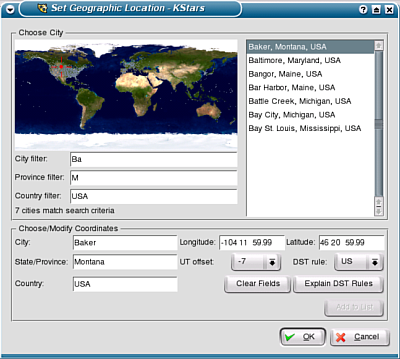 Set Geographic Location - KStars
Choose City
Baker, Montana, USA
Baltimore, Maryland, USA
Bangor, Maine, USA
Bar Harbor, Maine, USA
Battle Creek, Michigan, USA
Bay City, Michigan, USA
Bay St. Louis, Mississippi, USA
City filter: Ba
Province filter: M
Country filter: USA
7 cities match search criteria
Choose/Modify Coordinates
City: Baker Longitude: -104 11 59.99 Latitude: 46 20 59.99
State/Province: Montana UT offset: -7 DST rule: US
Country: USA Clear Fields Explain DST Rules
Add to List
OK Cancel